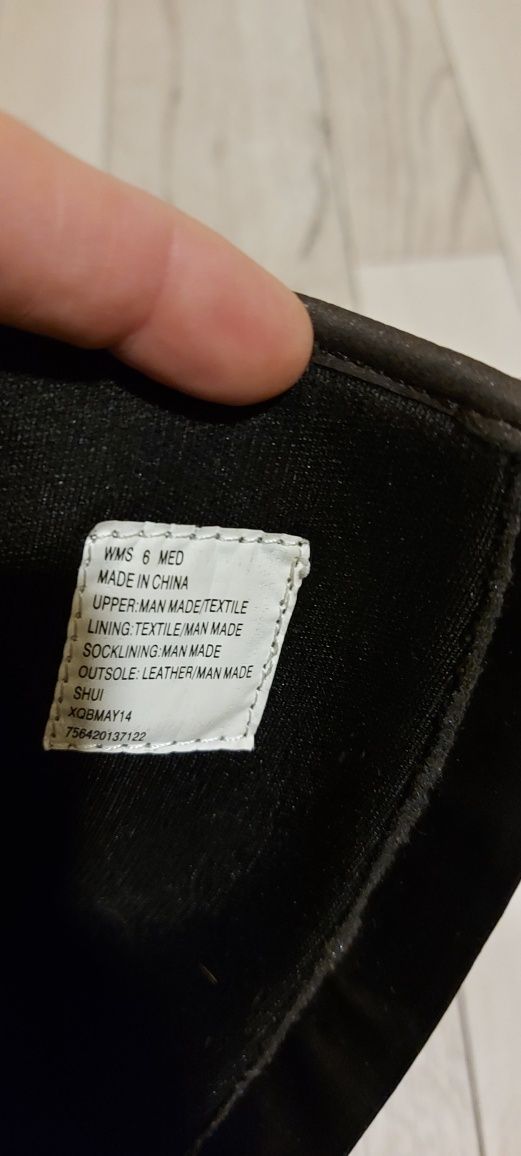 WMS 6 MED
MADE IN CHINA
UPPER:MAN MADE/TEXTILE
LINING:TEXTILE/MAN MADE
SOCKLINING:MAN MADE
OUTSOLE: LEATHER/MAN MADE
SHUI
XQBMAY14
756420137122